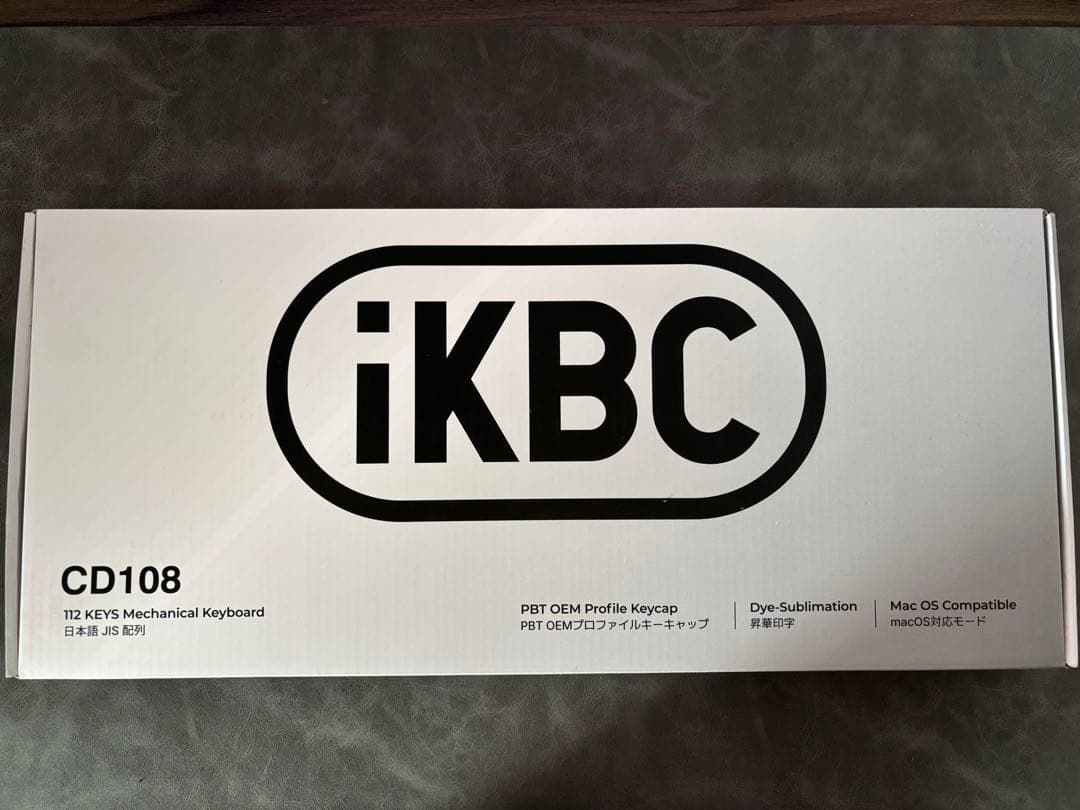 iKBC
CD108
112 KEYS Mechanical Keyboard
日本語 JIS 配列
PBT OEM Profile Keycap
PBT OEMプロファイルキーキャップ
Dye-Sublimation
昇華印字
Mac OS Compatible
macOS対応モード